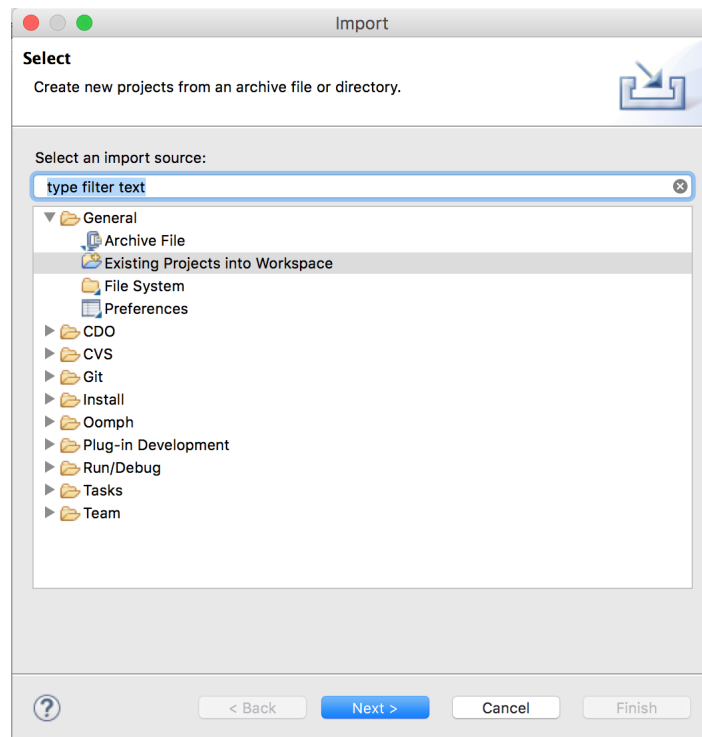 Import
Select
Create new projects from an archive file or directory.
Select an import source:
type filter text
General
Archive File
Existing Projects into Workspace
File System
Preferences
CDO
CVS
Git
Install
Oomph
Plug-in Development
Run/Debug
Tasks
Team
?
< Back Next > Cancel Finish